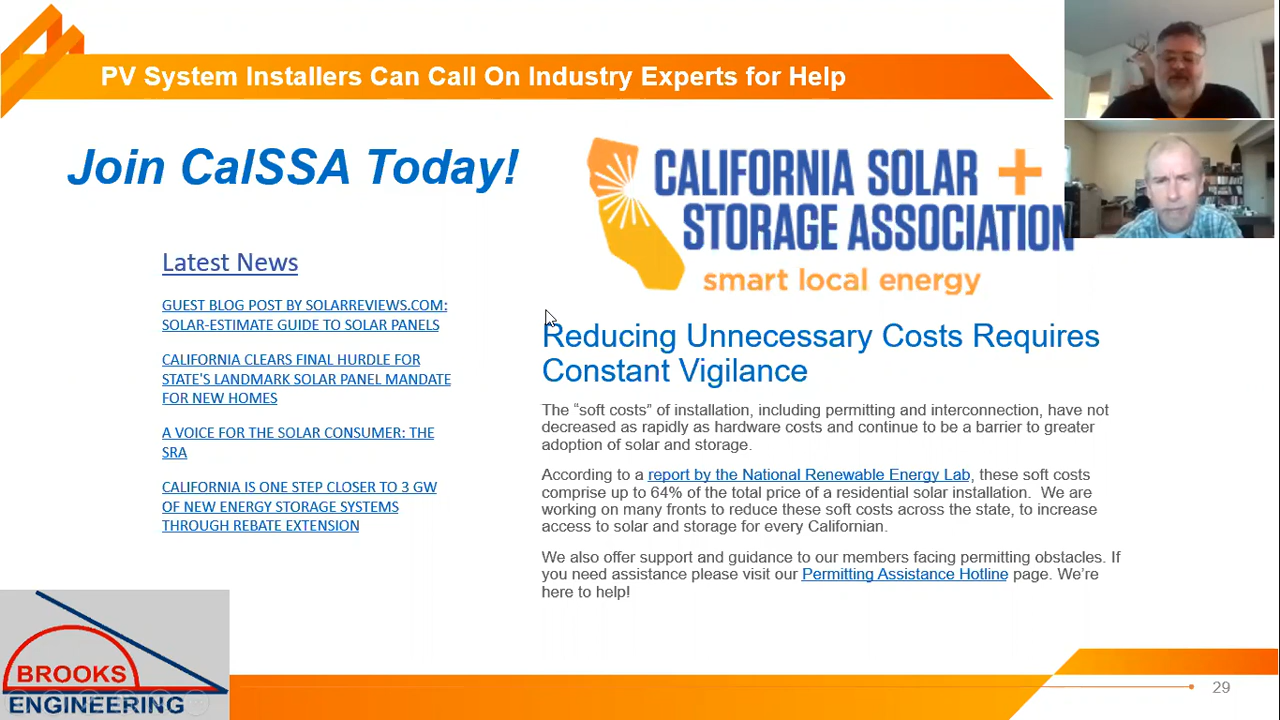 PV System Installers Can Call On Industry Experts for Help
Join CalSSA Today!
CALIFORNIA SOLAR +
STORAGE ASSOCIATION
smart local energy
Latest News
GUEST BLOG POST BY SOLARREVIEWS.COM:
SOLAR-ESTIMATE GUIDE TO SOLAR PANELS
CALIFORNIA CLEARS FINAL HURDLE FOR
STATE'S LANDMARK SOLAR PANEL MANDATE
FOR NEW HOMES
A VOICE FOR THE SOLAR CONSUMER: THE
SRA
CALIFORNIA IS ONE STEP CLOSER TO 3 GW
OF NEW ENERGY STORAGE SYSTEMS
THROUGH REBATE EXTENSION
Reducing Unnecessary Costs Requires
Constant Vigilance
The “soft costs” of installation, including permitting and interconnection, have not
decreased as rapidly as hardware costs and continue to be a barrier to greater
adoption of solar and storage.
According to a report by the National Renewable Energy Lab, these soft costs
comprise up to 64% of the total price of a residential solar installation. We are
working on many fronts to reduce these soft costs across the state, to increase
access to solar and storage for every Californian.
We also offer support and guidance to our members facing permitting obstacles. If
you need assistance please visit our Permitting Assistance Hotline page. We’re
here to help!
BROOKS
ENGINEERING
29